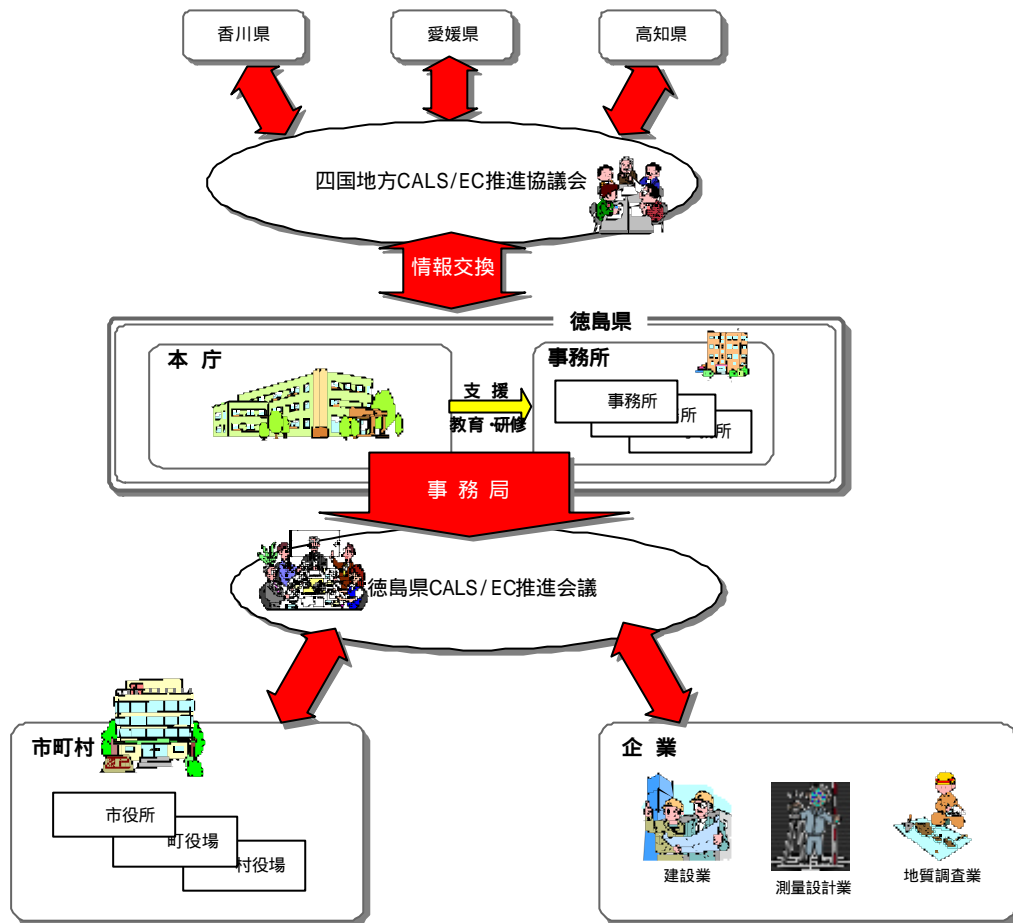 香川県
愛媛県
高知県
四国地方CALS/EC推進協議会
情報交換
徳島県
本 庁
事務所
支 援
教育・研修
事務所
務所
務所
事 務 局
徳島県CALS/EC推進会議
市町村
市役所
町役場
村役場
企 業
建設業
測量設計業
地質調査業